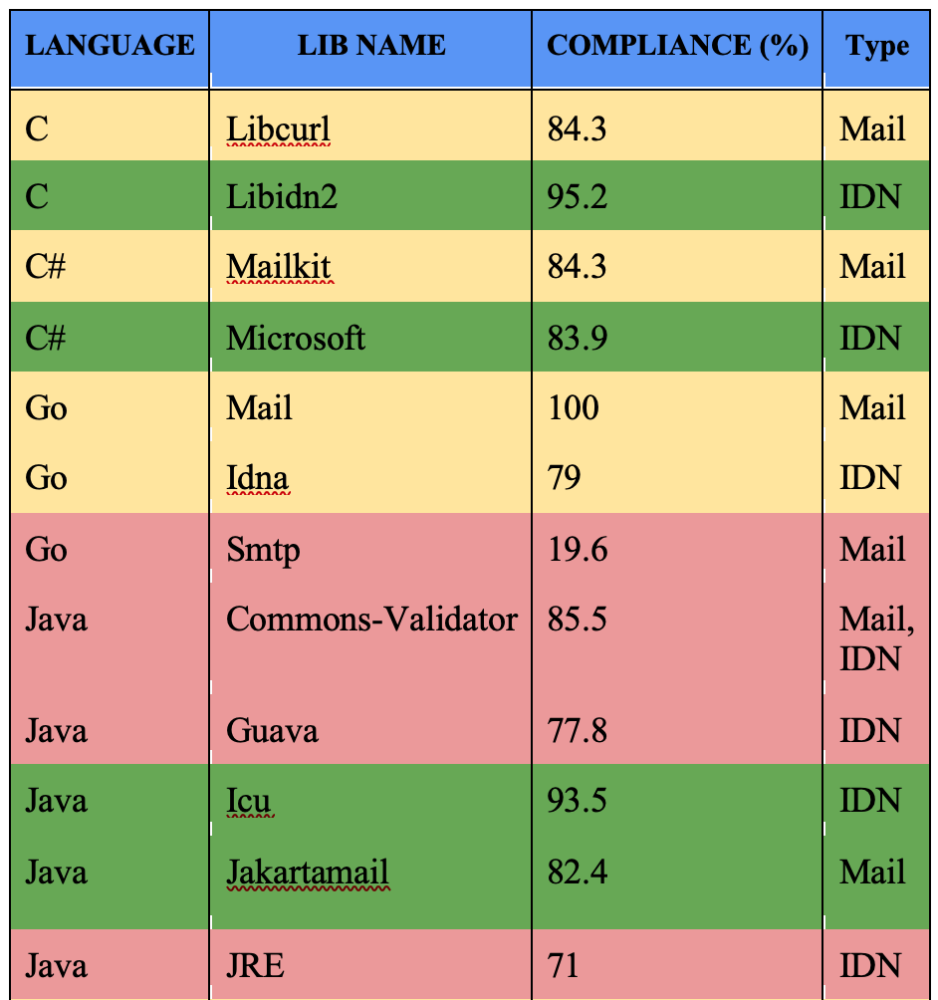 LANGUAGE LIB NAME COMPLIANCE (%) Type
C Libcurl 84.3 Mail
C Libidn2 95.2 IDN
C# Mailkit 84.3 Mail
C# Microsoft 83.9 IDN
Go Mail 100 Mail
Go Idna 79 IDN
Go Smtp 19.6 Mail
Java Commons-Validator 85.5 Mail,
IDN
Java Guava 77.8 IDN
Java Icu 93.5 IDN
Java Jakartamail 82.4 Mail
Java JRE 71 IDN